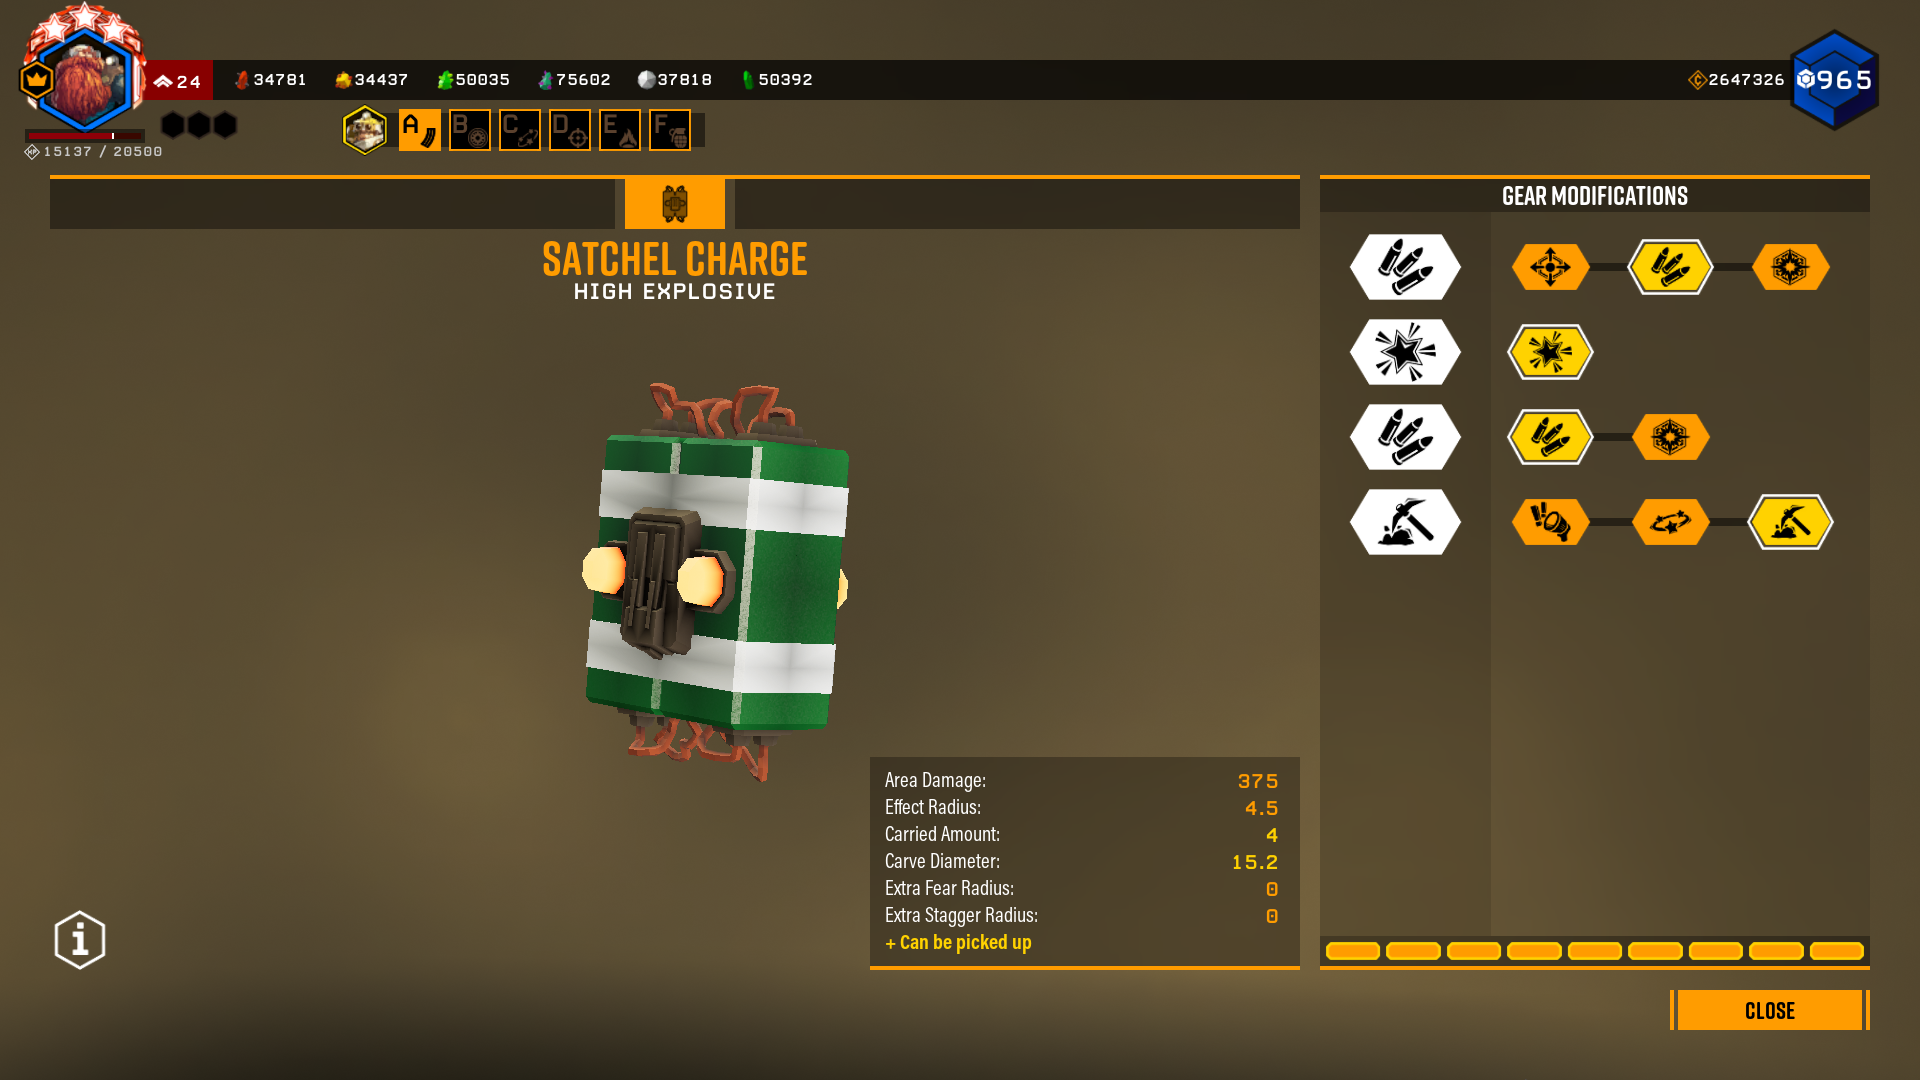 24
34781
34437
50035
75602
37818
50392
2647326
965
15137 / 20500
A
B
C
D
E
F
GEAR MODIFICATIONS
SATCHEL CHARGE
HIGH EXPLOSIVE
Area Damage: 375
Effect Radius: 4.5
Carried Amount: 4
Carve Diameter: 15.2
Extra Fear Radius: 0
Extra Stagger Radius: 0
+ Can be picked up
CLOSE